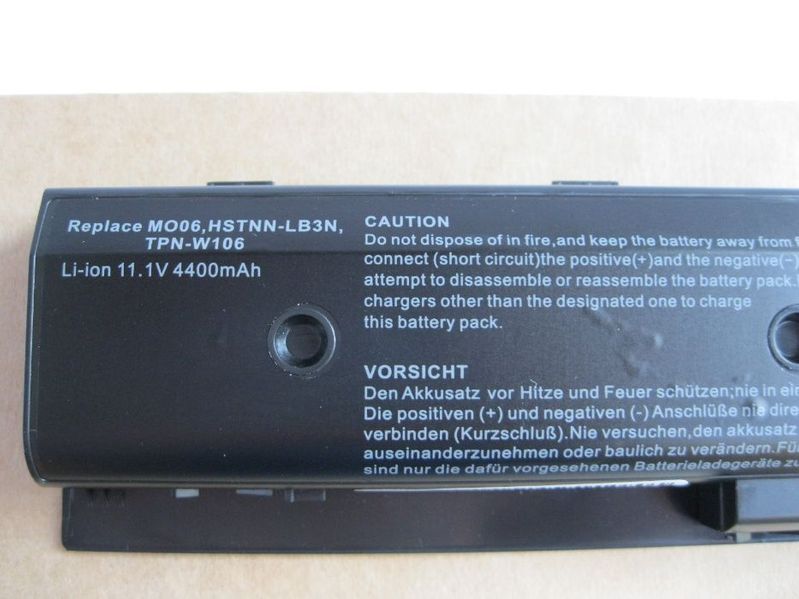 Replace MO06,HSTNN-LB3N,
TPN-W106
Li-ion 11.1V 4400mAh
CAUTION
Do not dispose of in fire,and keep the battery away from
connect (short circuit)the positive(+)and the negative(-)
attempt to disassemble or reassemble the battery pack.
chargers other than the designated one to charge
this battery pack.
VORSICHT
Den Akkusatz vor Hitze und Feuer schützen;nie in
Die positiven (+) und negativen (-) Anschlüße nie
verbinden (Kurzschluß).Nie versuchen,den akkusatz
auseinanderzunehmen oder baulich zu verändern.
sind nur die dafür vorgesehenen Batterieladegeräte